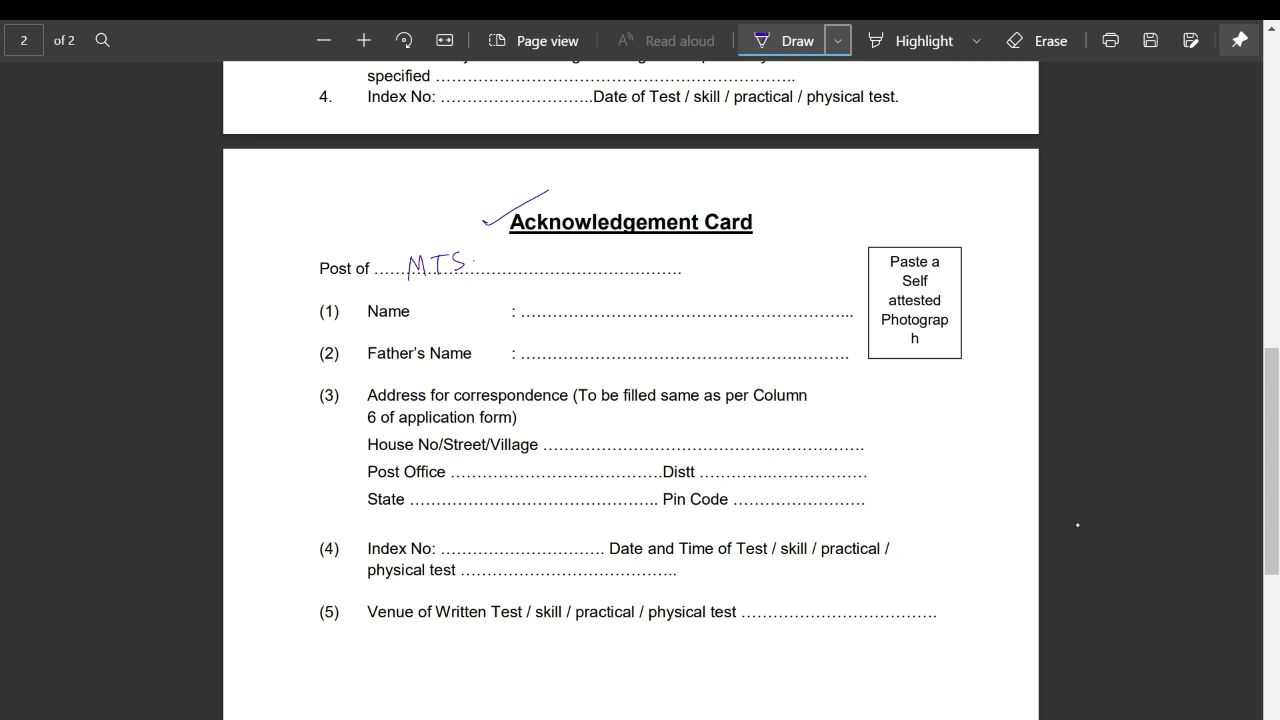 2 of 2 Page view Read aloud Draw Highlight Erase
specified …………………………………………………………..
4. Index No: ………………………..Date of Test / skill / practical / physical test.
Acknowledgement Card
Post of …..M.T.S.………………………………….
Paste a
Self
attested
Photograp
h
(1) Name : ……………………………………………………...
(2) Father’s Name : …………………………………………….……….
(3) Address for correspondence (To be filled same as per Column
6 of application form)
House No/Street/Village ……………………………………..……….…….
Post Office ………………………………….Distt …………..………………
State ……………………………………….. Pin Code …………………….
(4) Index No: …………………………. Date and Time of Test / skill / practical /
physical test …………………………………..
(5) Venue of Written Test / skill / practical / physical test ……………………………….